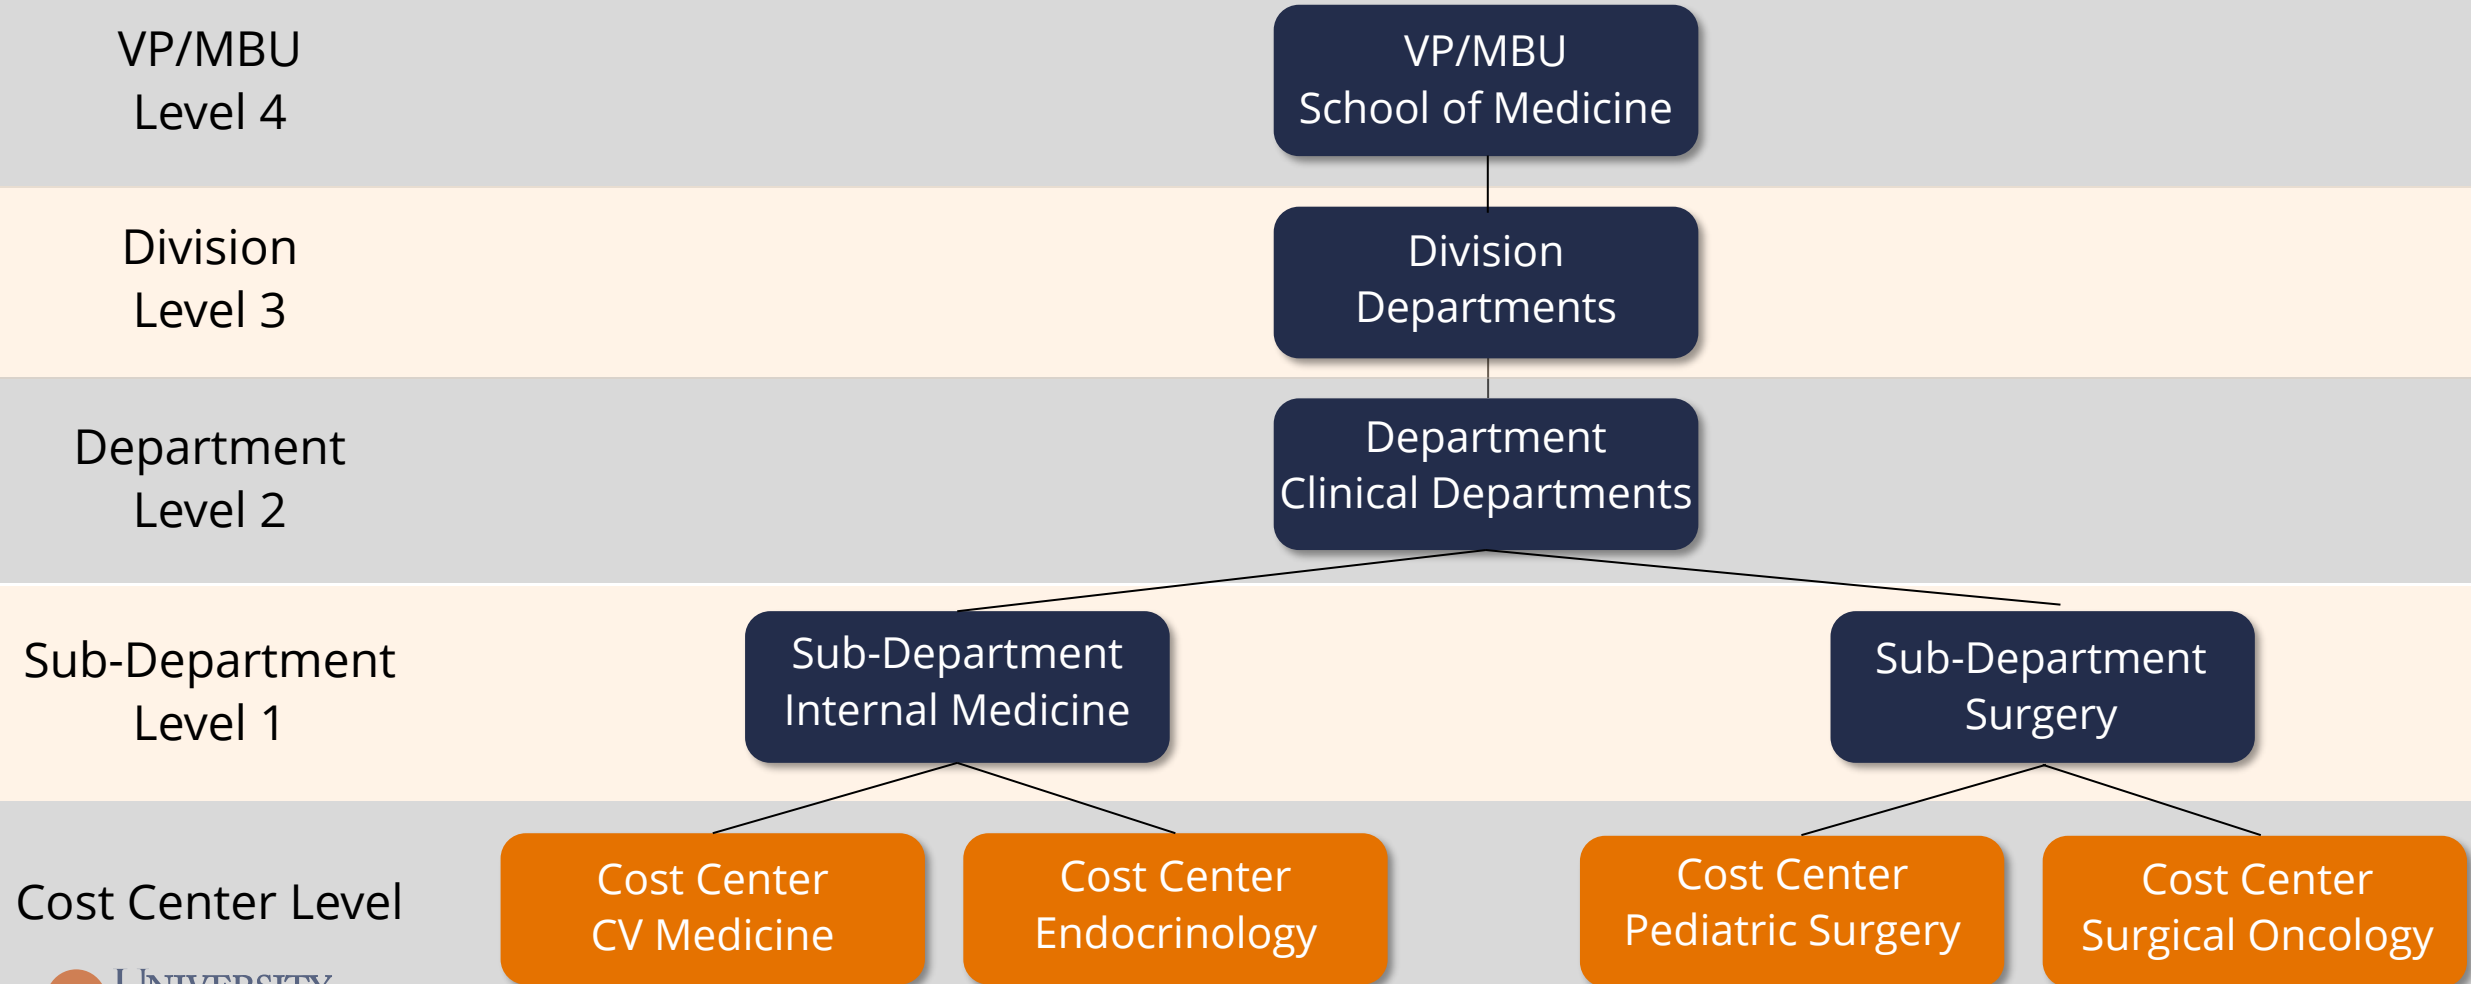 VP/MBU
Level 4
VP/MBU
School of Medicine
Division
Level 3
Division
Departments
Department
Level 2
Department
Clinical Departments
Sub-Department
Level 1
Sub-Department
Internal Medicine
Sub-Department
Surgery
Cost Center Level
Cost Center
CV Medicine
Cost Center
Endocrinology
Cost Center
Pediatric Surgery
Cost Center
Surgical Oncology
UNIVERSITY